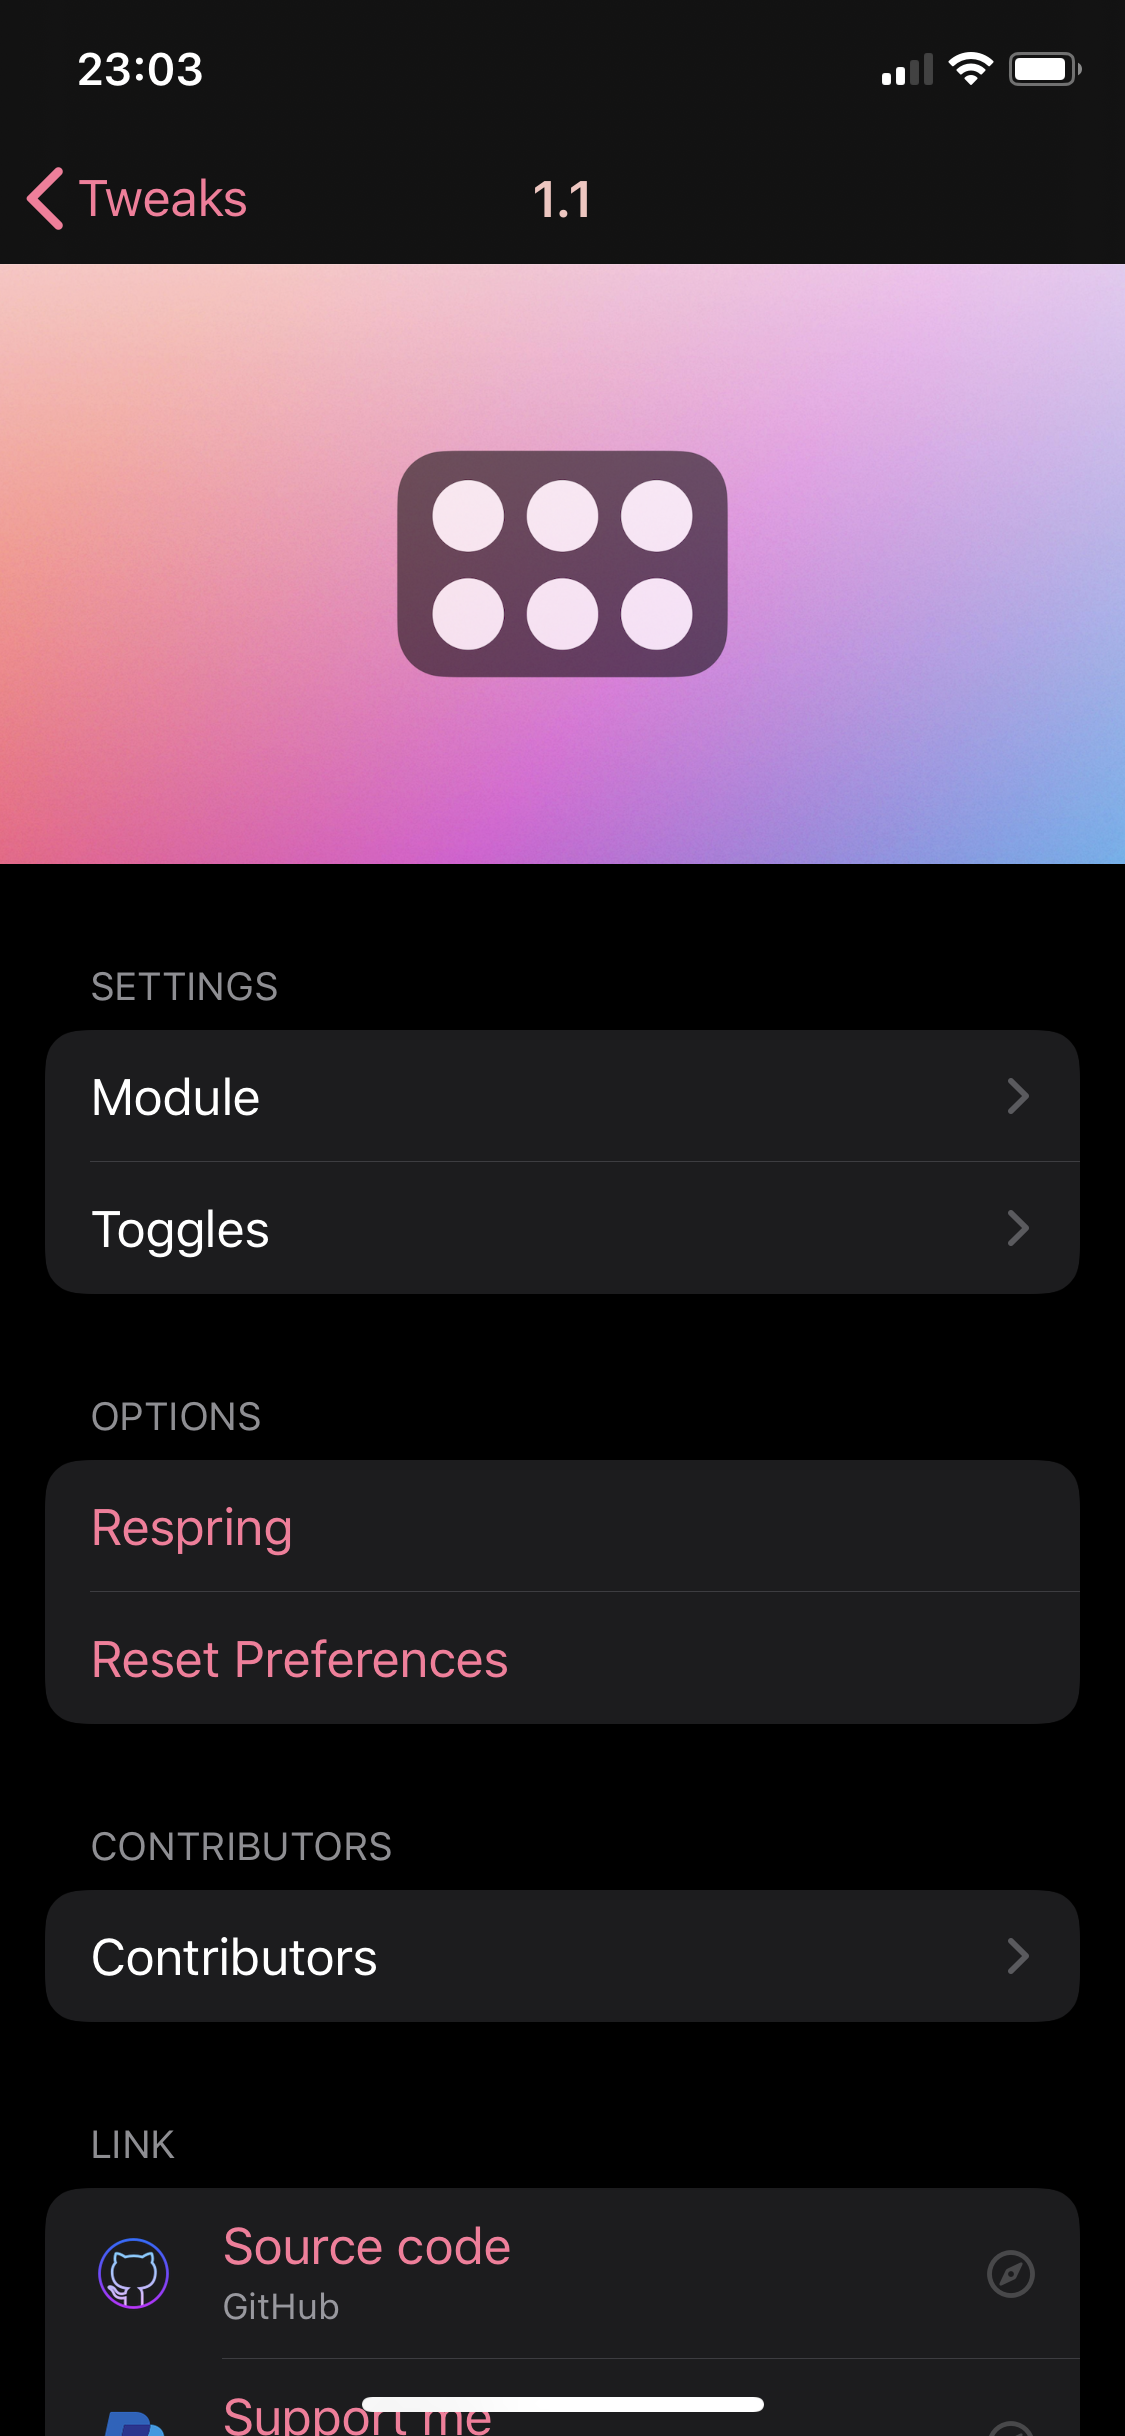 23:03
Tweaks
1.1
SETTINGS
Module
Toggles
OPTIONS
Respring
Reset Preferences
CONTRIBUTORS
Contributors
LINK
Source code
GitHub
Support me